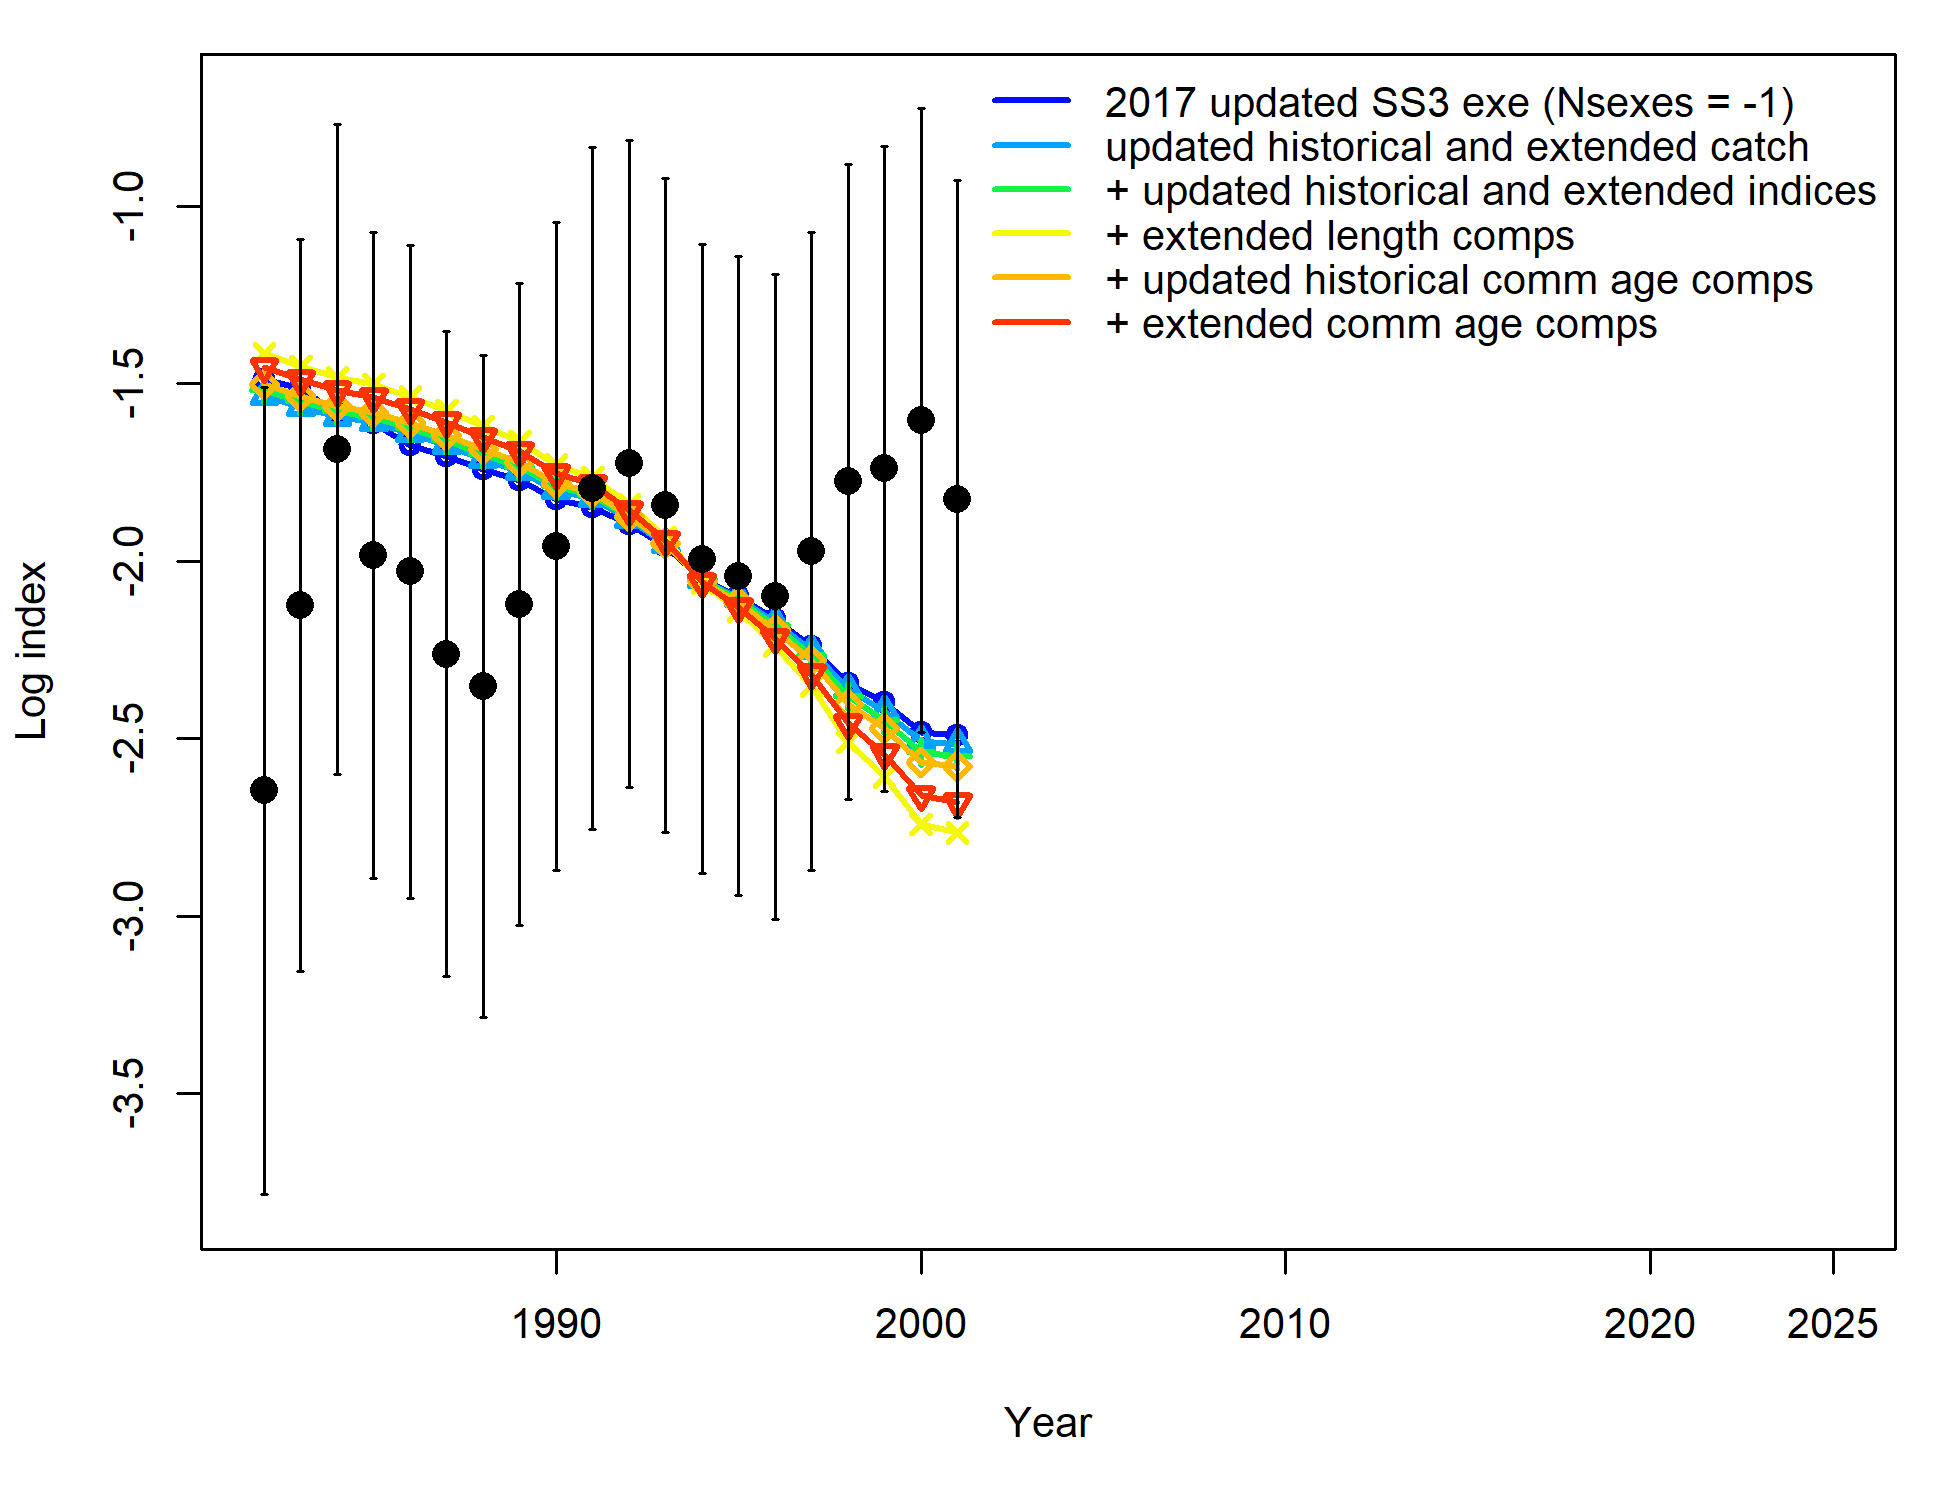 2017 updated SS3 exe (Nsexes = -1)
updated historical and extended catch
+ updated historical and extended indices
+ extended length comps
+ updated historical comm age comps
+ extended comm age comps
Log index
-1.0
-1.5
-2.0
-2.5
-3.0
-3.5
1990 2000 2010 2020 2025
Year